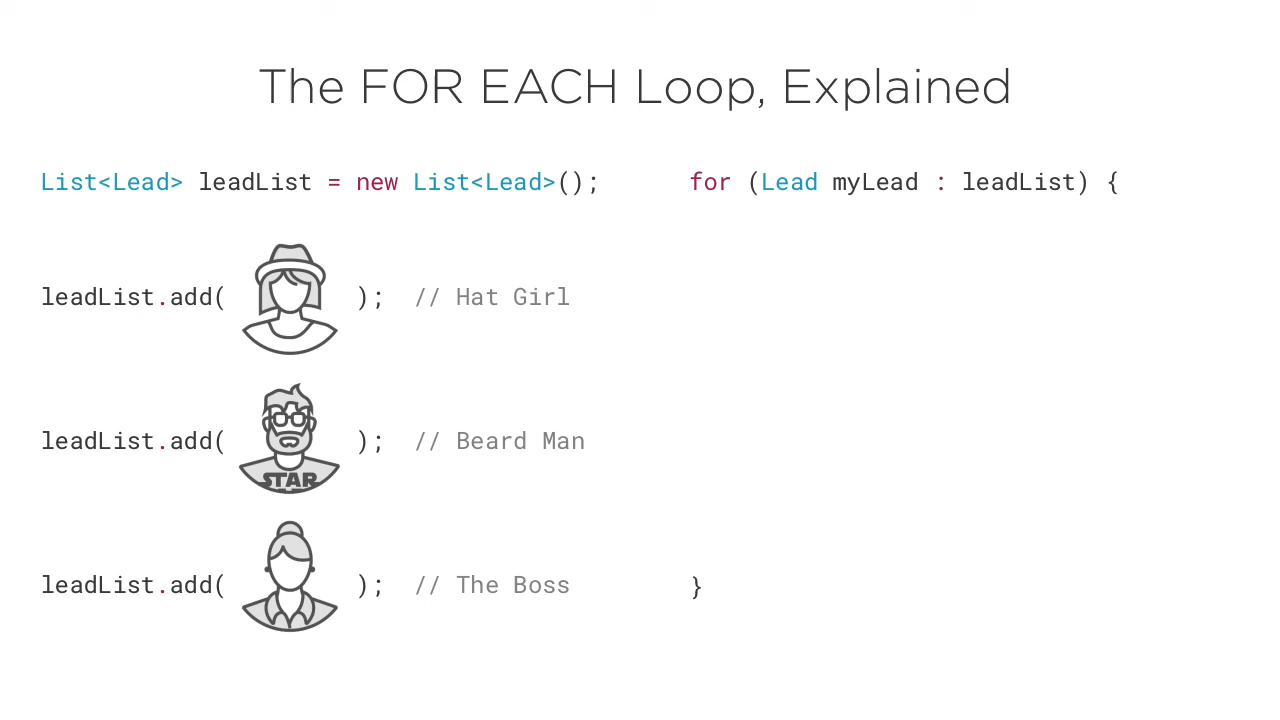 The FOR EACH Loop, Explained
List<Lead> leadList = new List<Lead>();
leadList.add( ); // Hat Girl
leadList.add( ); // Beard Man
STAR
leadList.add( ); // The Boss
for (Lead myLead : leadList) {
}